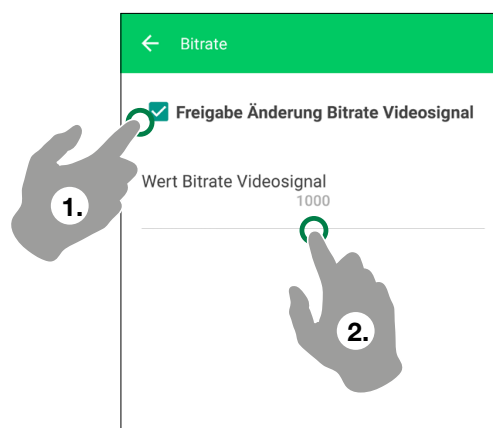 Bitrate
Freigabe Änderung Bitrate Videosignal
1.
Wert Bitrate Videosignal
1000
2.